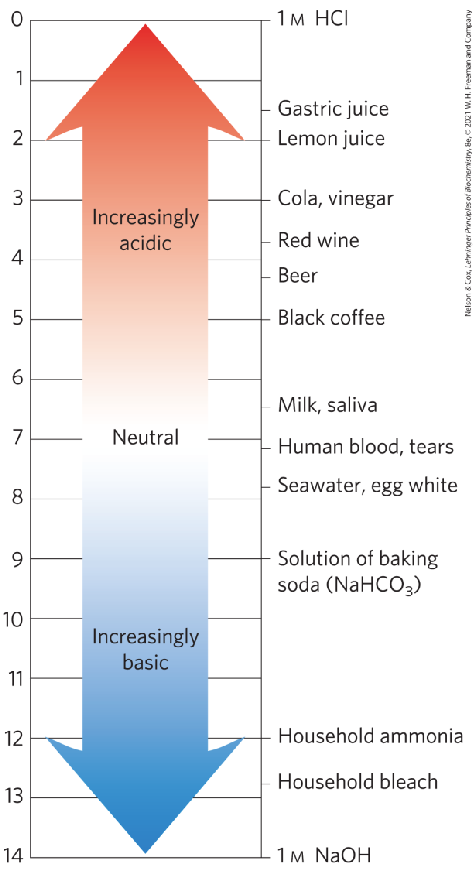 0
1 M HCl
1
Gastric juice
2
Lemon juice
3
Cola, vinegar
Increasingly
acidic
Red wine
4
Beer
5
Black coffee
6
Milk, saliva
7
Neutral
Human blood, tears
Seawater, egg white
8
9
Solution of baking
soda (NaHCO₃)
10
Increasingly
basic
11
12
Household ammonia
Household bleach
13
14
1 M NaOH
Nelson & Cox, Lehninger Principles of Biochemistry, 8e, © 2021 W. H. Freeman and Company